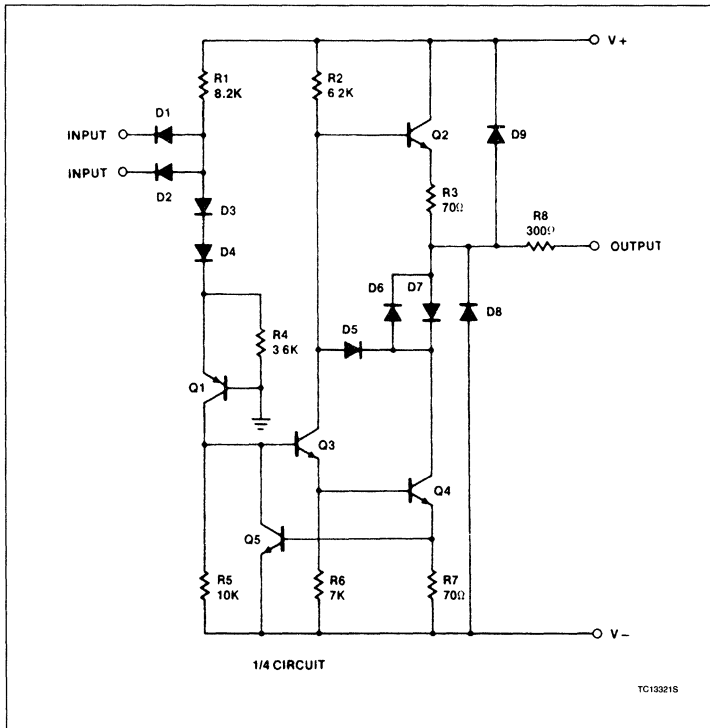 V+
R1
8.2K
R2
6.2K
D1
INPUT
D2
INPUT
Q2
D9
R3
70Ω
R8
300Ω
OUTPUT
D3
D4
D6
D7
D8
D5
R4
3.6K
Q1
Q3
Q4
Q5
R5
10K
R6
7K
R7
70Ω
V−
1/4 CIRCUIT
TC13321S